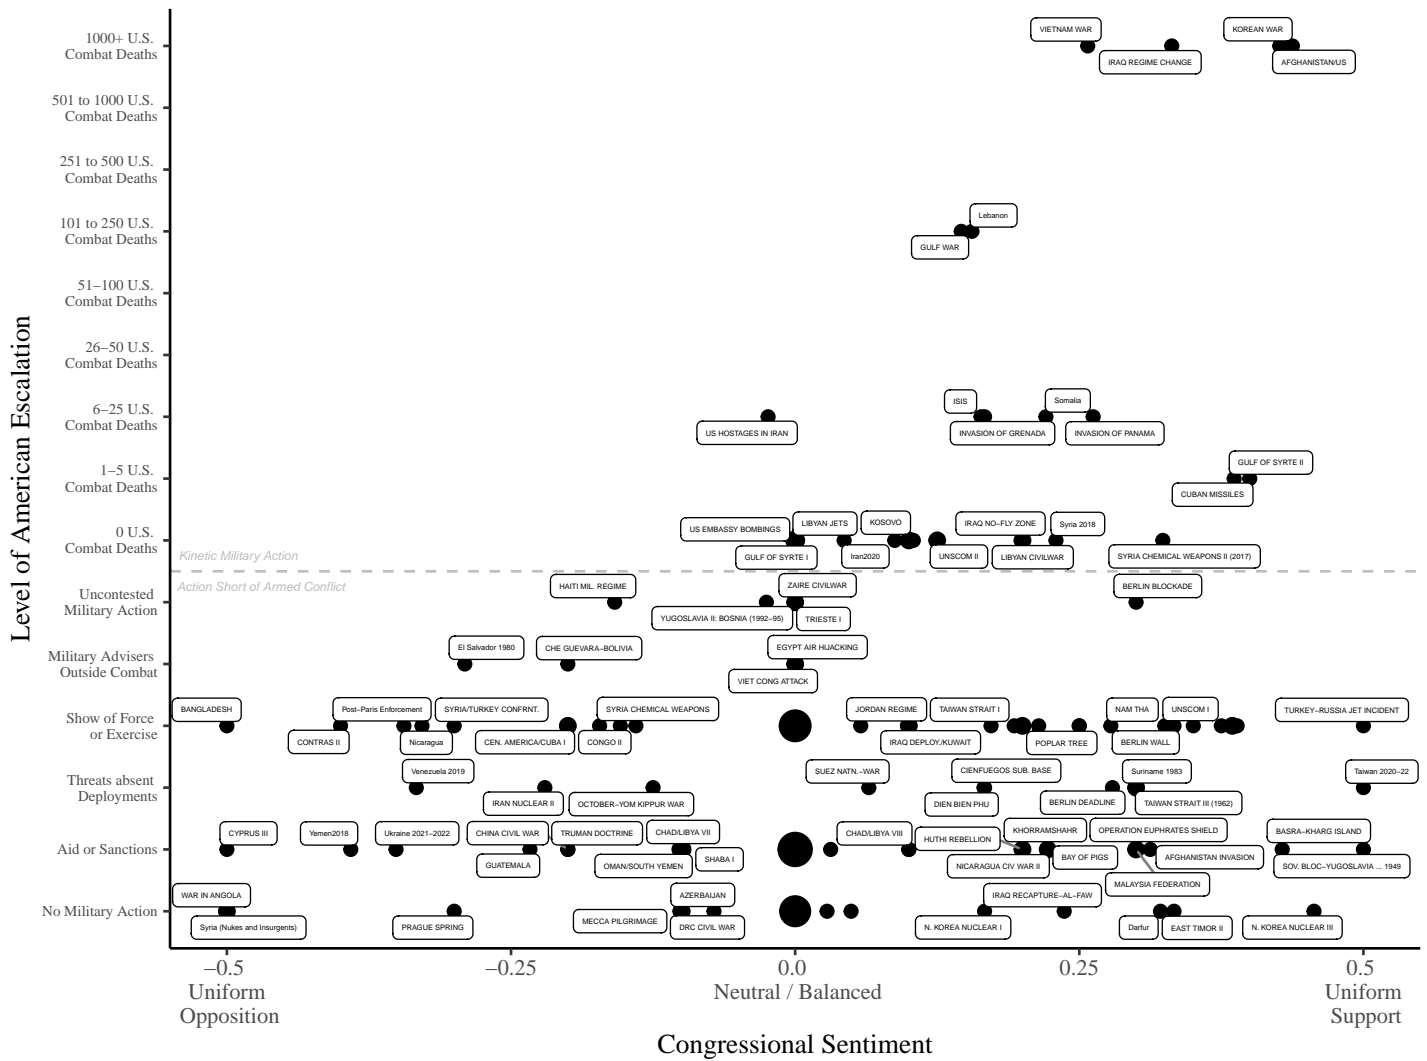 1000+ U.S.
Combat Deaths
VIETNAM WAR
KOREAN WAR
IRAQ REGIME CHANGE
AFGHANISTAN/US
501 to 1000 U.S.
Combat Deaths
251 to 500 U.S.
Combat Deaths
101 to 250 U.S.
Combat Deaths
Lebanon
GULF WAR
51–100 U.S.
Combat Deaths
26–50 U.S.
Combat Deaths
6–25 U.S.
Combat Deaths
ISIS
Somalia
US HOSTAGES IN IRAN
INVASION OF GRENADA
INVASION OF PANAMA
1–5 U.S.
Combat Deaths
GULF OF SYRTE II
CUBAN MISSILES
0 U.S.
Combat Deaths
US EMBASSY BOMBINGS
LIBYAN JETS
KOSOVO
IRAQ NO–FLY ZONE
Syria 2018
GULF OF SYRTE I
Iran2020
UNSCOM II
LIBYAN CIVILWAR
SYRIA CHEMICAL WEAPONS II (2017)
Kinetic Military Action
Action Short of Armed Conflict
Uncontested
Military Action
HAITI MIL. REGIME
ZAIRE CIVILWAR
BERLIN BLOCKADE
YUGOSLAVIA II: BOSNIA (1992–95)
TRIESTE I
Military Advisers
Outside Combat
El Salvador 1980
CHE GUEVARA–BOLIVIA
EGYPT AIR HIJACKING
VIET CONG ATTACK
Show of Force
or Exercise
BANGLADESH
Post–Paris Enforcement
SYRIA/TURKEY CONFRNT.
SYRIA CHEMICAL WEAPONS
JORDAN REGIME
TAIWAN STRAIT I
NAM THA
UNSCOM I
TURKEY–RUSSIA JET INCIDENT
CONTRAS II
Nicaragua
CEN. AMERICA/CUBA I
CONGO II
IRAQ DEPLOY./KUWAIT
POPLAR TREE
BERLIN WALL
Threats absent
Deployments
Venezuela 2019
SUEZ NATN.–WAR
CIENFUEGOS SUB. BASE
Suriname 1983
Taiwan 2020–22
IRAN NUCLEAR II
OCTOBER–YOM KIPPUR WAR
DIEN BIEN PHU
BERLIN DEADLINE
TAIWAN STRAIT III (1962)
Aid or Sanctions
CYPRUS III
Yemen2018
Ukraine 2021–2022
CHINA CIVIL WAR
TRUMAN DOCTRINE
CHAD/LIBYA VII
CHAD/LIBYA VIII
HUTHI REBELLION
KHORRAMSHAHR
OPERATION EUPHRATES SHIELD
BASRA–KHARG ISLAND
GUATEMALA
OMAN/SOUTH YEMEN
SHABA I
NICARAGUA CIV WAR II
BAY OF PIGS
AFGHANISTAN INVASION
SOV. BLOC–YUGOSLAVIA ... 1949
MALAYSIA FEDERATION
No Military Action
WAR IN ANGOLA
AZERBAIJAN
IRAQ RECAPTURE–AL–FAW
Syria (Nukes and Insurgents)
PRAGUE SPRING
MECCA PILGRIMAGE
DRC CIVIL WAR
N. KOREA NUCLEAR I
Darfur
EAST TIMOR II
N. KOREA NUCLEAR III
Level of American Escalation
–0.5
Uniform
Opposition
–0.25
0.0
Neutral / Balanced
0.25
0.5
Uniform
Support
Congressional Sentiment